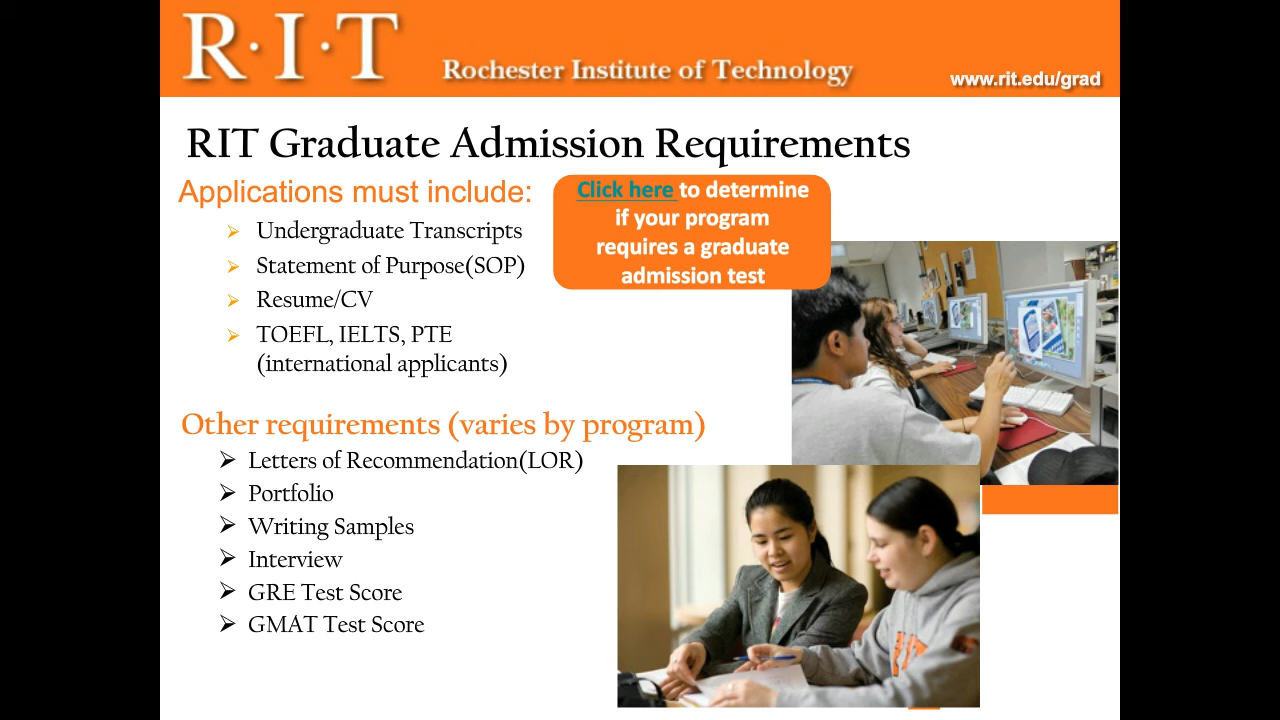 R·I·T
Rochester Institute of Technology
www.rit.edu/grad
RIT Graduate Admission Requirements
Applications must include:
Undergraduate Transcripts
Statement of Purpose(SOP)
Resume/CV
TOEFL, IELTS, PTE
(international applicants)
Click here to determine
if your program
requires a graduate
admission test
Other requirements (varies by program)
Letters of Recommendation(LOR)
Portfolio
Writing Samples
Interview
GRE Test Score
GMAT Test Score